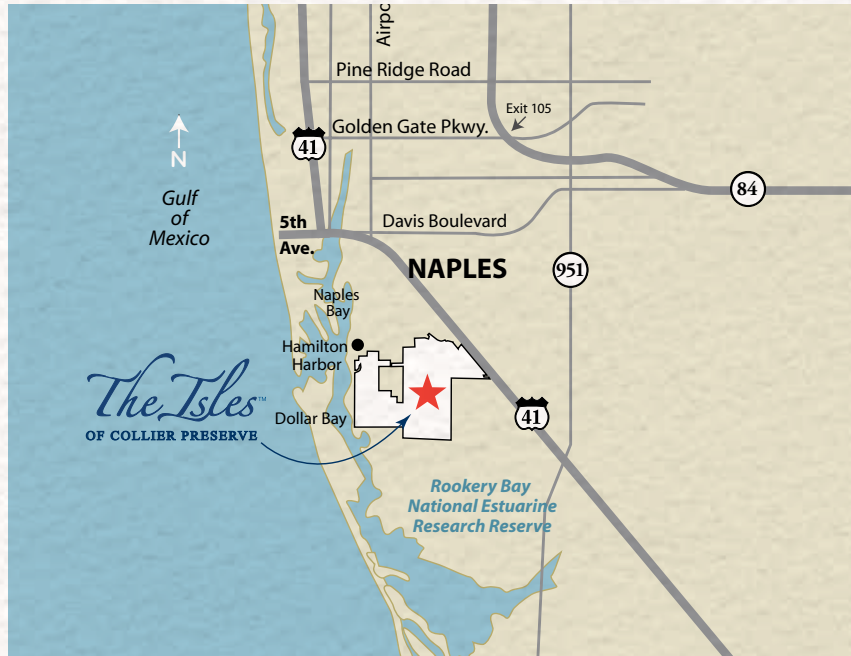 Airpo
Pine Ridge Road
Exit 105
Golden Gate Pkwy.
41
N
84
Gulf
of
Mexico
5th
Ave.
Davis Boulevard
NAPLES
951
Naples
Bay
Hamilton
Harbor
The Isles™
OF COLLIER PRESERVE
Dollar Bay
41
Rookery Bay
National Estuarine
Research Reserve